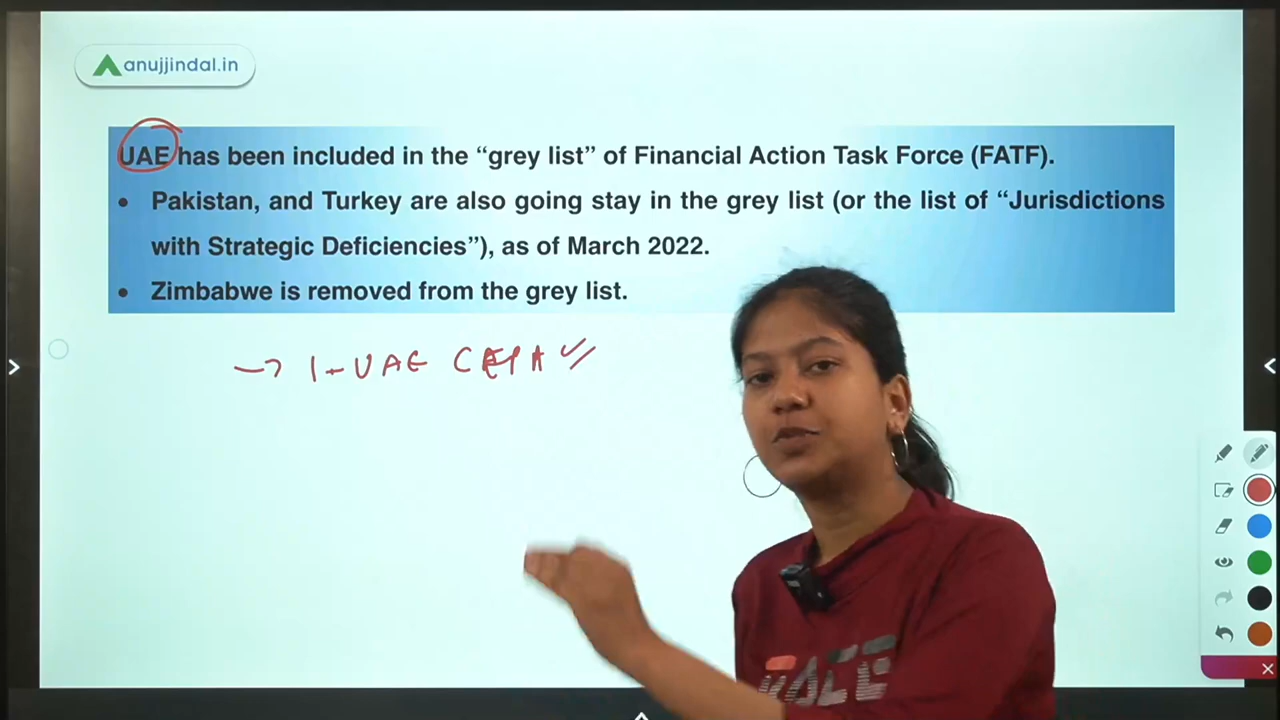 anujjindal.in
UAE has been included in the “grey list” of Financial Action Task Force (FATF).
• Pakistan, and Turkey are also going stay in the grey list (or the list of “Jurisdictions
with Strategic Deficiencies”), as of March 2022.
• Zimbabwe is removed from the grey list.
→ I-UAE CEPA